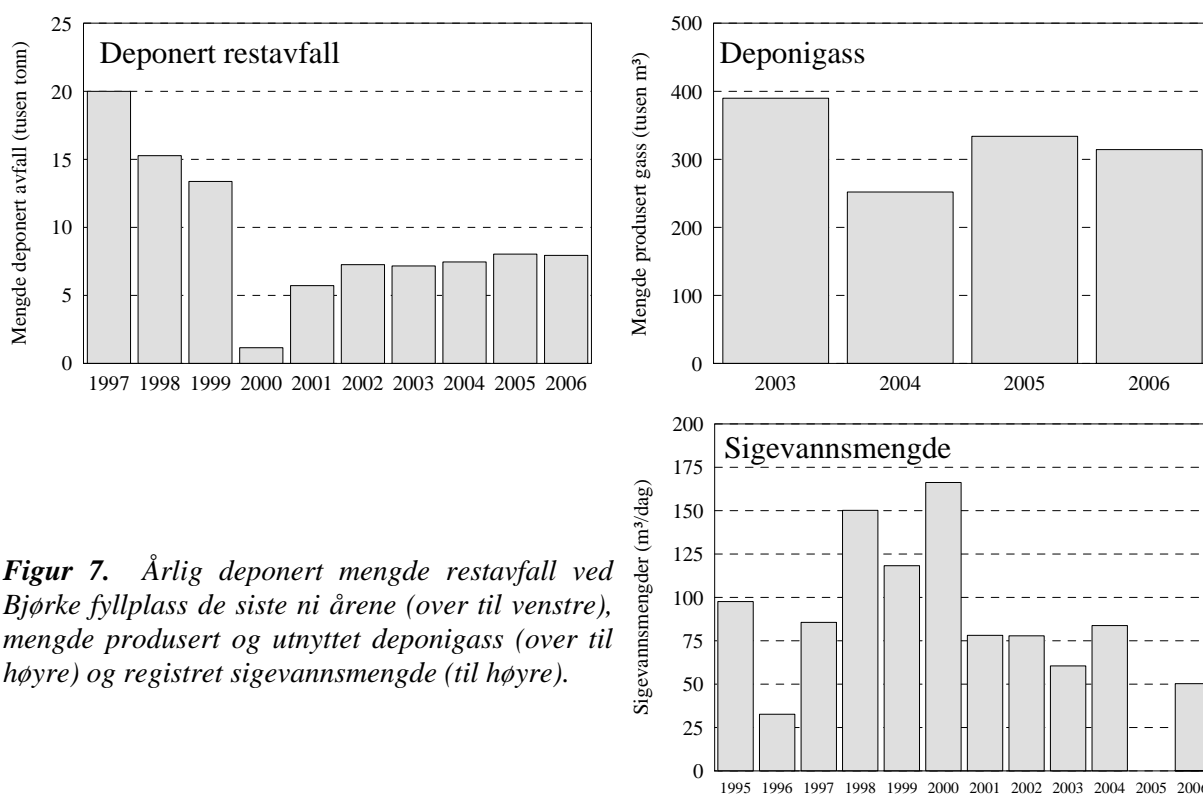 Deponert restavfall
Mengde deponert avfall (tusen tonn)
25
20
15
10
5
0
1997 1998 1999 2000 2001 2002 2003 2004 2005 2006
Deponigass
Mengde produsert gass (tusen m³)
500
400
300
200
100
0
2003 2004 2005 2006
Figur 7. Årlig deponert mengde restavfall ved
Bjørke fyllplass de siste ni årene (over til venstre),
mengde produsert og utnyttet deponigass (over til
høyre) og registret sigevannsmengde (til høyre).
Sigevannsmengde
Sigevannsmengder (m³/dag)
200
175
150
125
100
75
50
25
0
1995 1996 1997 1998 1999 2000 2001 2002 2003 2004 2005 2006